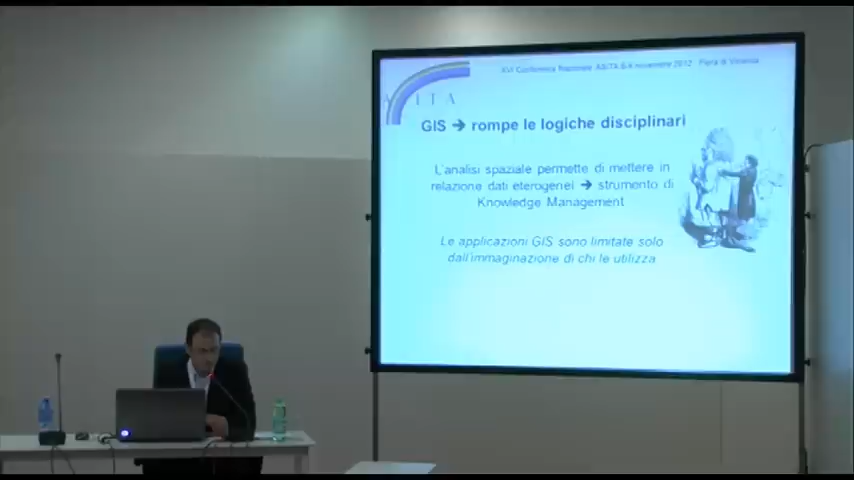 XVI Conferenza Nazionale ASITA 6-9 novembre 2012 Fiera di Vicenza
ASITA
GIS ➔ rompe le logiche disciplinari
L'analisi spaziale permette di mettere in
relazione dati eterogenei ➔ strumento di
Knowledge Management
Le applicazioni GIS sono limitate solo
dall'immaginazione di chi le utilizza